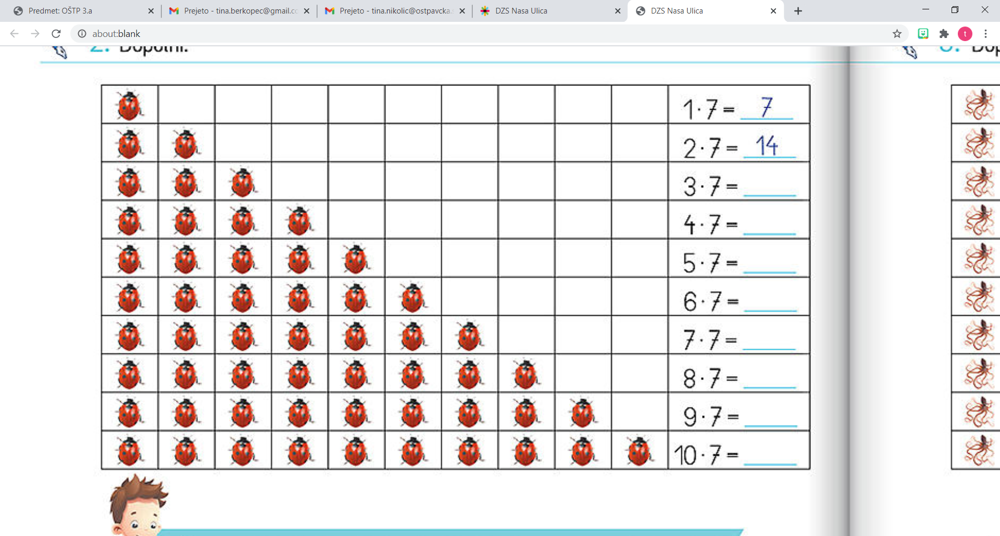 Predmet: OŠTP 3.a
Prejeto - tina.berkopec@gmail.c
Prejeto - tina.nikolic@ostpavcka.
DZS Nasa Ulica
DZS Nasa Ulica
about:blank
t
2. Dopolni.
1 · 7 = 7
2 · 7 = 14
3 · 7 =
4 · 7 =
5 · 7 =
6 · 7 =
7 · 7 =
8 · 7 =
9 · 7 =
10 · 7 =